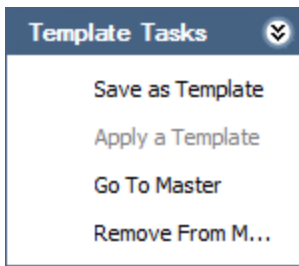 Template Tasks
Save as Template
Apply a Template
Go To Master
Remove From M...